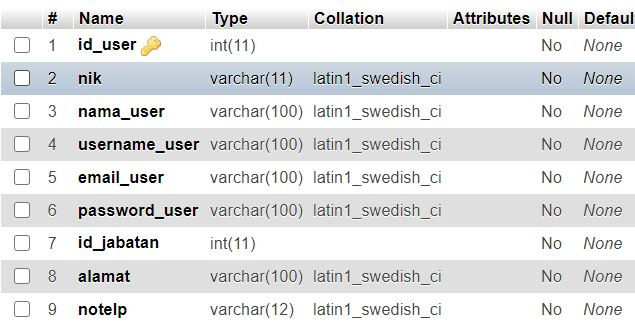 # Name Type Collation Attributes Null Defaul
1 id_user int(11) No None
2 nik varchar(11) latin1_swedish_ci No None
3 nama_user varchar(100) latin1_swedish_ci No None
4 username_user varchar(100) latin1_swedish_ci No None
5 email_user varchar(100) latin1_swedish_ci No None
6 password_user varchar(100) latin1_swedish_ci No None
7 id_jabatan int(11) No None
8 alamat varchar(100) latin1_swedish_ci No None
9 notelp varchar(12) latin1_swedish_ci No None